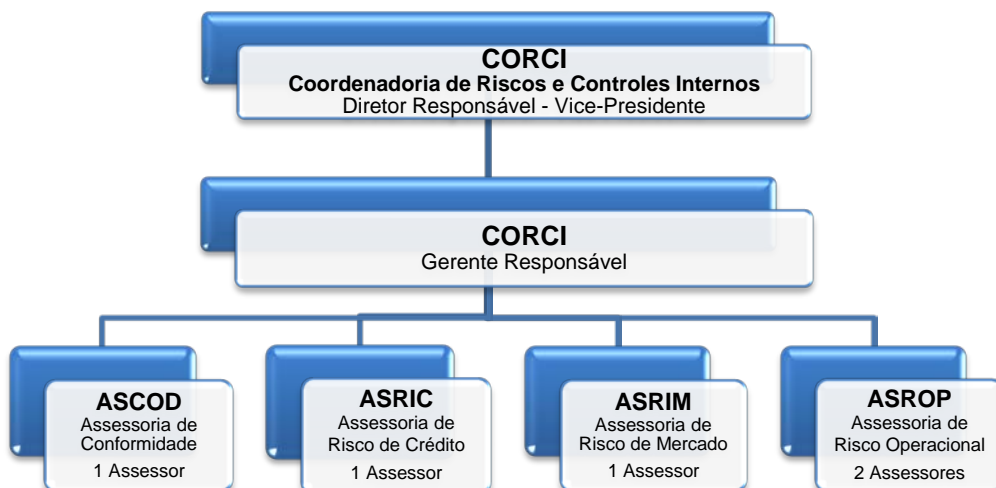 CORCI
Coordenadoria de Riscos e Controles Internos
Diretor Responsável - Vice-Presidente
CORCI
Gerente Responsável
ASCOD
Assessoria de
Conformidade
1 Assessor
ASRIC
Assessoria de
Risco de Crédito
1 Assessor
ASRIM
Assessoria de
Risco de Mercado
1 Assessor
ASROP
Assessoria de
Risco Operacional
2 Assessores